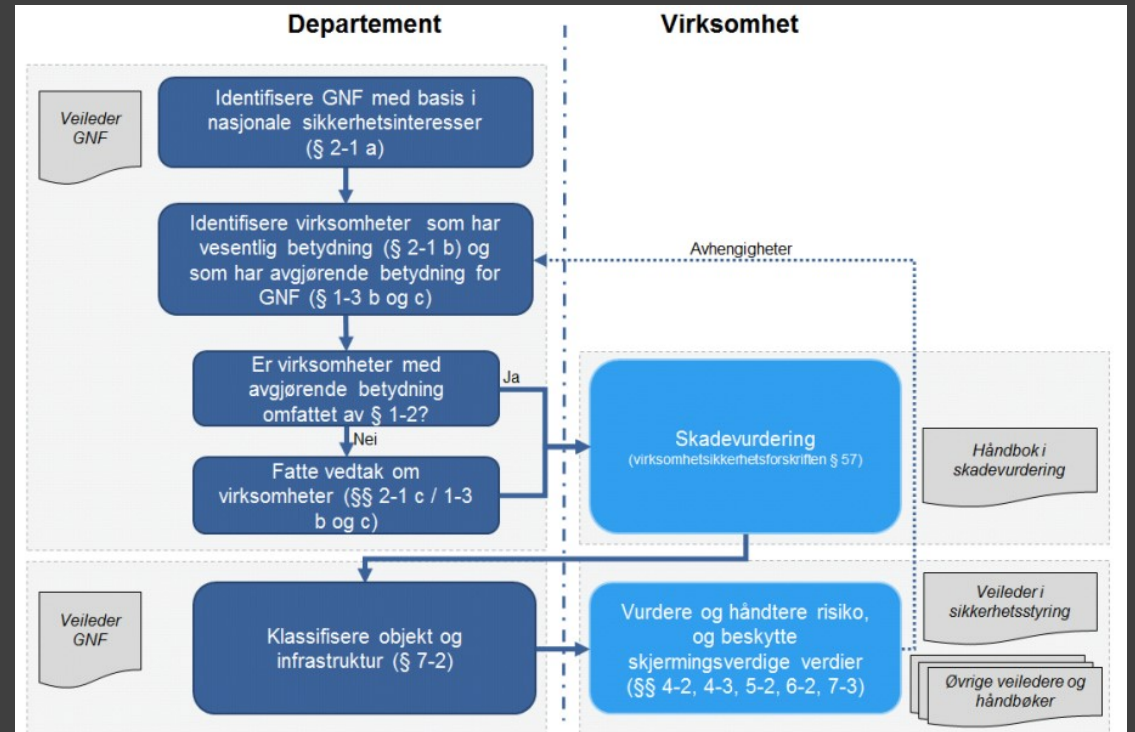 Departement
Virksomhet
Veileder
GNF
Identifisere GNF med basis i
nasjonale sikkerhetsinteresser
(§ 2-1 a)
Identifisere virksomheter som har
vesentlig betydning (§ 2-1 b) og
som har avgjørende betydning for
GNF (§ 1-3 b og c)
Avhengigheter
Er virksomheter med
avgjørende betydning
omfattet av § 1-2?
Ja
Nei
Fatte vedtak om
virksomheter (§§ 2-1 c / 1-3
b og c)
Skadevurdering
(virksomhetsikkerhetsforskriften § 57)
Håndbok i
skadevurdering
Veileder
GNF
Klassifisere objekt og
infrastruktur (§ 7-2)
Vurdere og håndtere risiko,
og beskytte
skjermingsverdige verdier
(§§ 4-2, 4-3, 5-2, 6-2, 7-3)
Veileder i
sikkerhetsstyring
Øvrige veiledere og
håndbøker